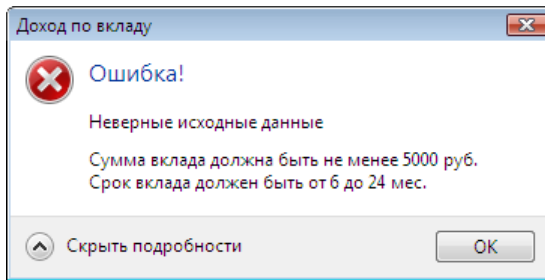 Доход по вкладу
Ошибка!
Неверные исходные данные
Сумма вклада должна быть не менее 5000 руб.
Срок вклада должен быть от 6 до 24 мес.
Скрыть подробности
OK